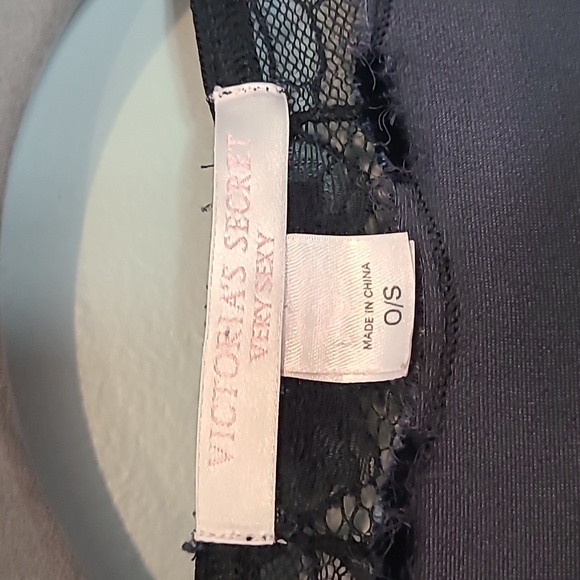 VICTORIA'S SECRET
VERY SEXY
MADE IN CHINA
O/S